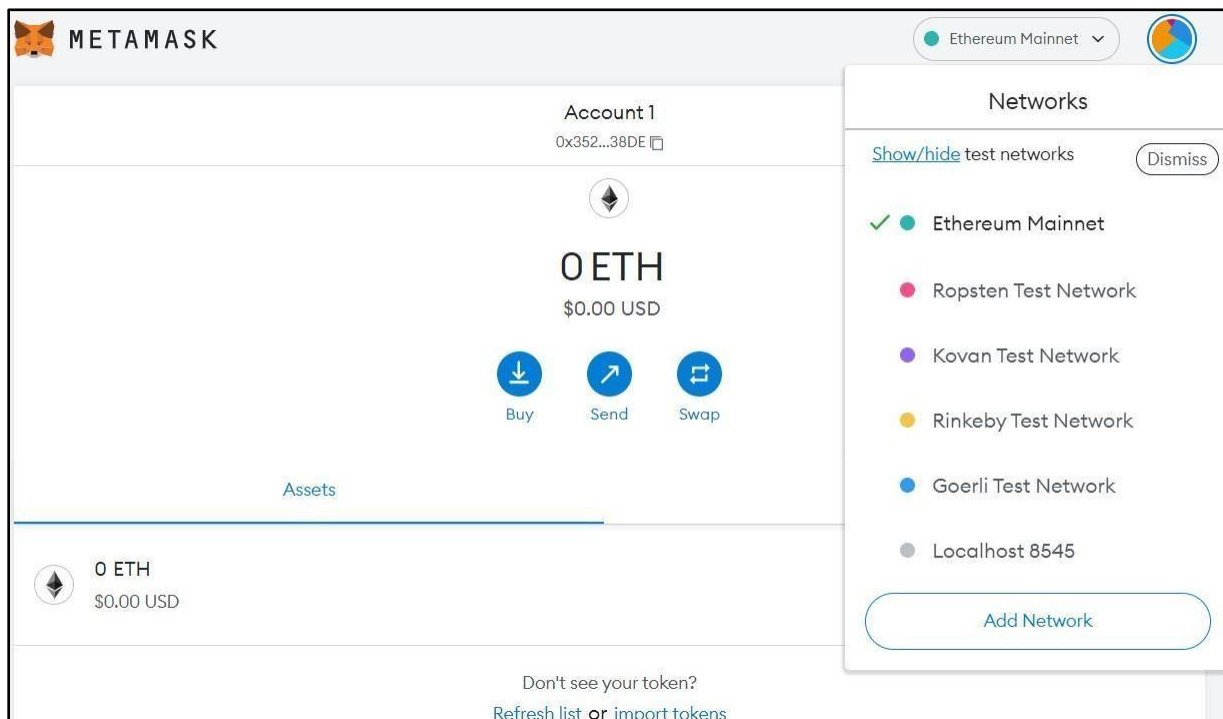 METAMASK
Ethereum Mainnet
Account 1
0x352...38DE
0 ETH
$0.00 USD
Buy Send Swap
Assets
0 ETH
$0.00 USD
Don't see your token?
Refresh list or import tokens
Networks
Show/hide test networks Dismiss
Ethereum Mainnet
Ropsten Test Network
Kovan Test Network
Rinkeby Test Network
Goerli Test Network
Localhost 8545
Add Network